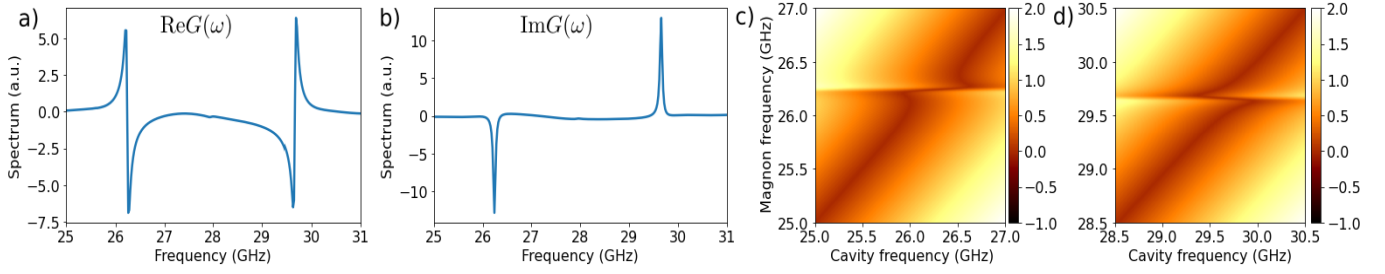 a)
ReG(ω)
Spectrum (a.u.)
5.0
2.5
0.0
−2.5
−5.0
−7.5
25 26 27 28 29 30 31
Frequency (GHz)
b)
ImG(ω)
Spectrum (a.u.)
10
5
0
−5
−10
25 26 27 28 29 30 31
Frequency (GHz)
c)
Magnon frequency (GHz)
27.0
26.5
26.0
25.5
25.0
25.0 25.5 26.0 26.5 27.0
Cavity frequency (GHz)
2.0
1.5
1.0
0.5
0.0
−0.5
−1.0
d)
30.5
30.0
29.5
29.0
28.5
28.5 29.0 29.5 30.0 30.5
Cavity frequency (GHz)
2.0
1.5
1.0
0.5
0.0
−0.5
−1.0